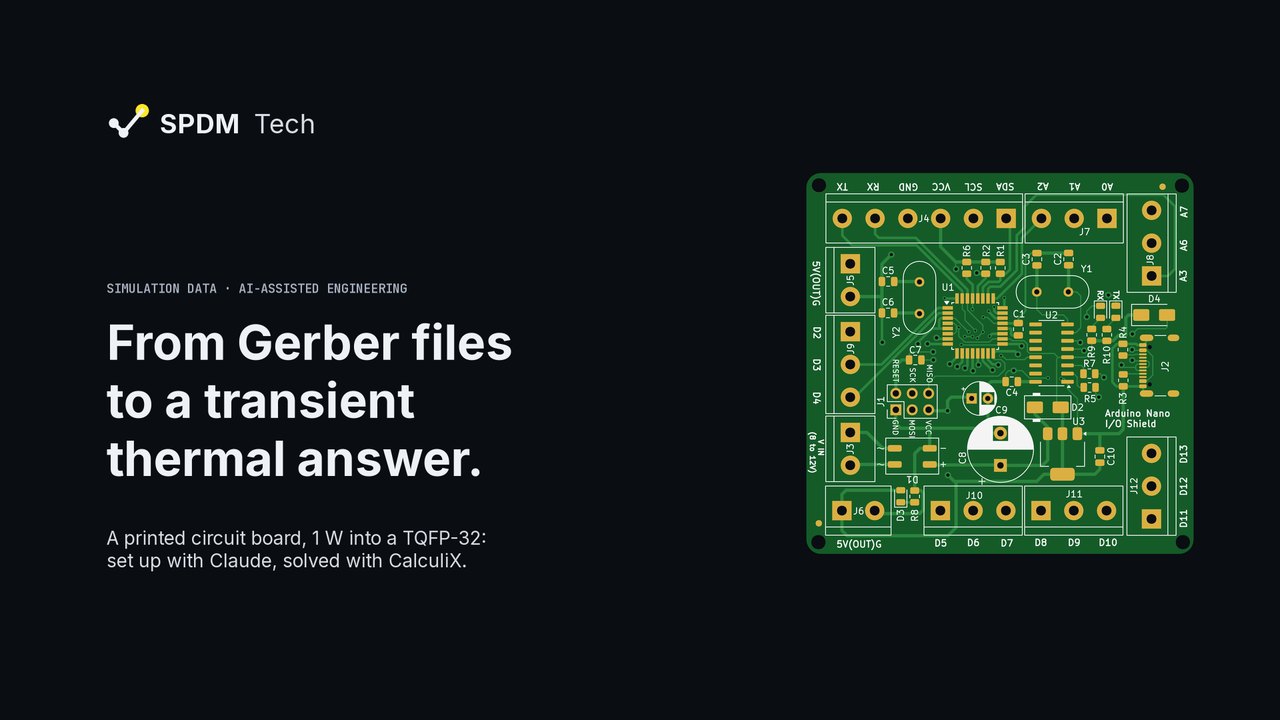 SPDM Tech
SIMULATION DATA · AI-ASSISTED ENGINEERING
From Gerber files
to a transient
thermal answer.
A printed circuit board, 1 W into a TQFP-32:
set up with Claude, solved with CalculiX.
TX RX GND VCC SCL SDA A2 A1 A0
J4
J7
A7
A6
A3
J8
R6 R2 R1
C3 C2
Y1
5V(OUT)G
J5
C5
C6
Y2
U1
C1
U2
RX TX
D4
D2
D3
D4
J9
C7
R9 R10 R4
R7
R5
R3
J2
RESET SCK MISO
J1
GND MOSI VCC
C4
C9
D2
U3
Arduino Nano
I/O Shield
V IN
(8 to 12V)
J3
~ -
~ +
D1
C8
+
C10
D13
D12
D11
J12
J6
D3 R8
J10
J11
5V(OUT)G
D5 D6 D7 D8 D9 D10